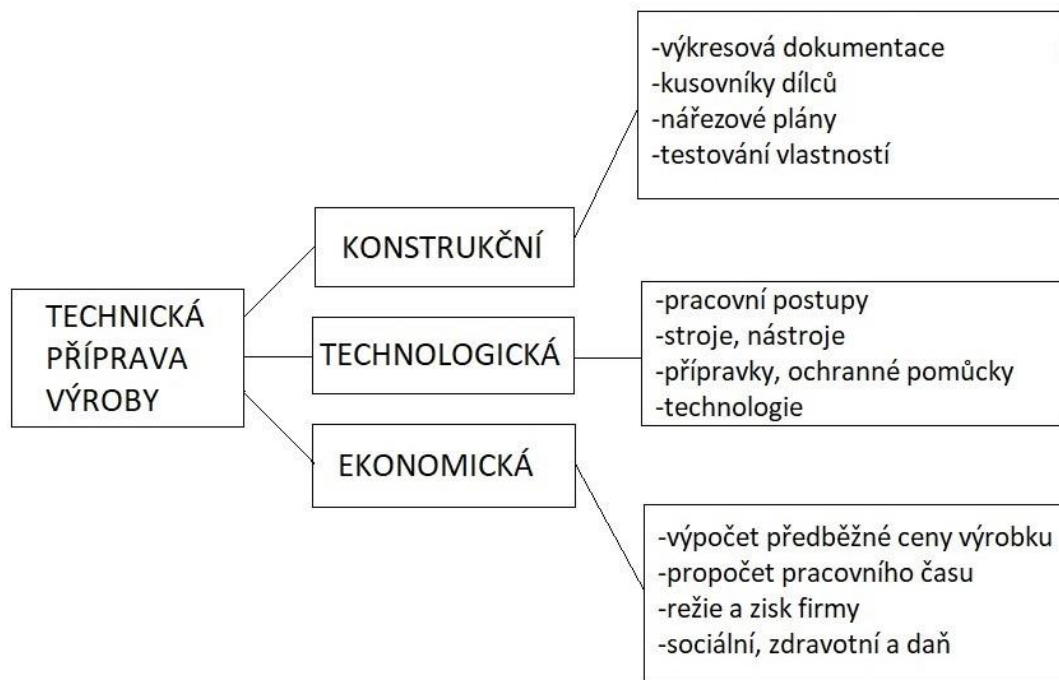 TECHNICKÁ
PŘÍPRAVA
VÝROBY
KONSTRUKČNÍ
-výkresová dokumentace
-kusovníky dílců
-nářezové plány
-testování vlastností
TECHNOLOGICKÁ
-pracovní postupy
-stroje, nástroje
-přípravky, ochranné pomůcky
-technologie
EKONOMICKÁ
-výpočet předběžné ceny výrobku
-propočet pracovního času
-režie a zisk firmy
-sociální, zdravotní a daň